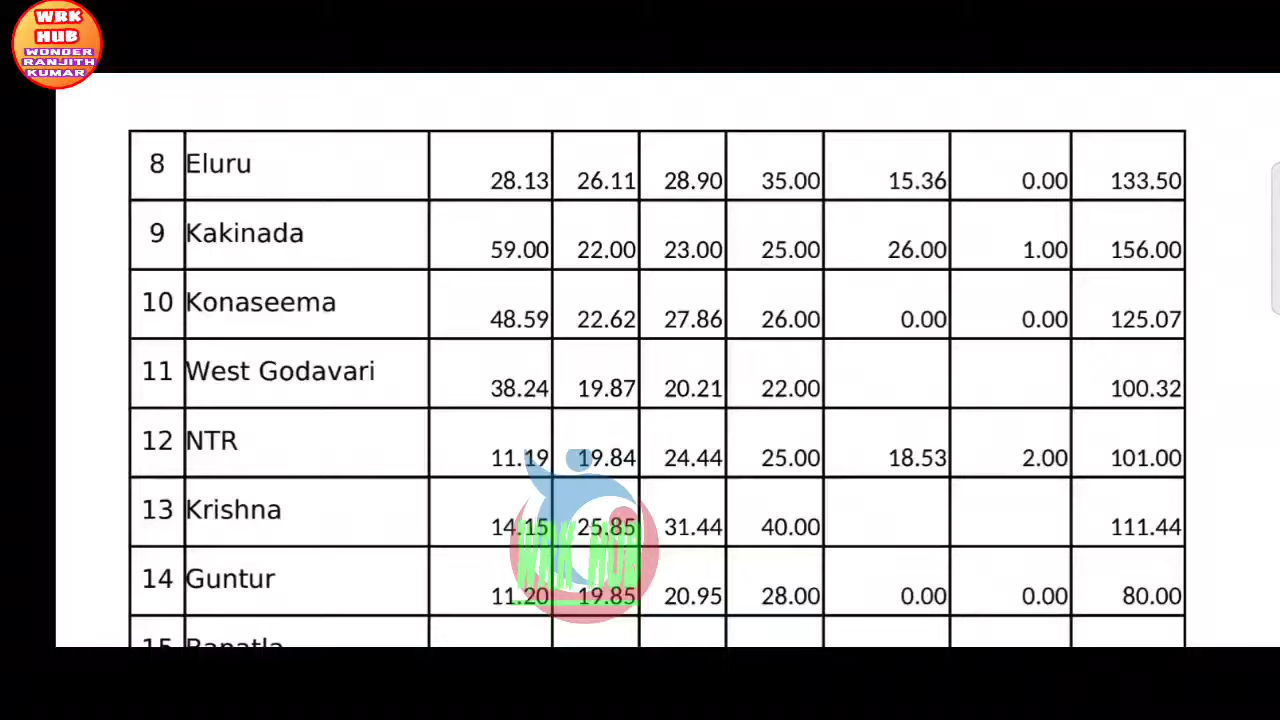 WRK
HUB
WONDER
RANJITH
KUMAR
8 Eluru 28.13 26.11 28.90 35.00 15.36 0.00 133.50
9 Kakinada 59.00 22.00 23.00 25.00 26.00 1.00 156.00
10 Konaseema 48.59 22.62 27.86 26.00 0.00 0.00 125.07
11 West Godavari 38.24 19.87 20.21 22.00 100.32
12 NTR 11.19 19.84 24.44 25.00 18.53 2.00 101.00
13 Krishna 14.15 25.85 31.44 40.00 111.44
WRK HUB
14 Guntur 11.20 19.85 20.95 28.00 0.00 0.00 80.00
15 Bapatla